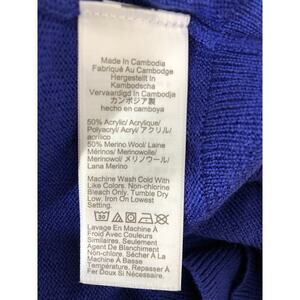 Made in Cambodia
Fabriqué Au Cambodge
Hergestellt In
Kambodscha
Vervaardigd In Cambodja
カンボジア製
hecho en camboya
50% Acrylic/ Acrylique/
Polyacryl/ Acryl/ アクリル/
acrílico
50% Merino Wool/ Laine
Mérinos/ Merinowolle/
Merinowol/ メリノウール/
Lana Merino
Machine Wash Cold With
Like Colors. Non-chlorine
Bleach Only. Tumble Dry
Low. Iron On Lowest
Setting.
30
Lavage En Machine À
Froid Avec Couleurs
Similaires. Seulement
Agent De Blanchiment
Non-chlore. Sécher À La
Machine À Basse
Température. Repasser À
Fer Doux Si Nécessaire.